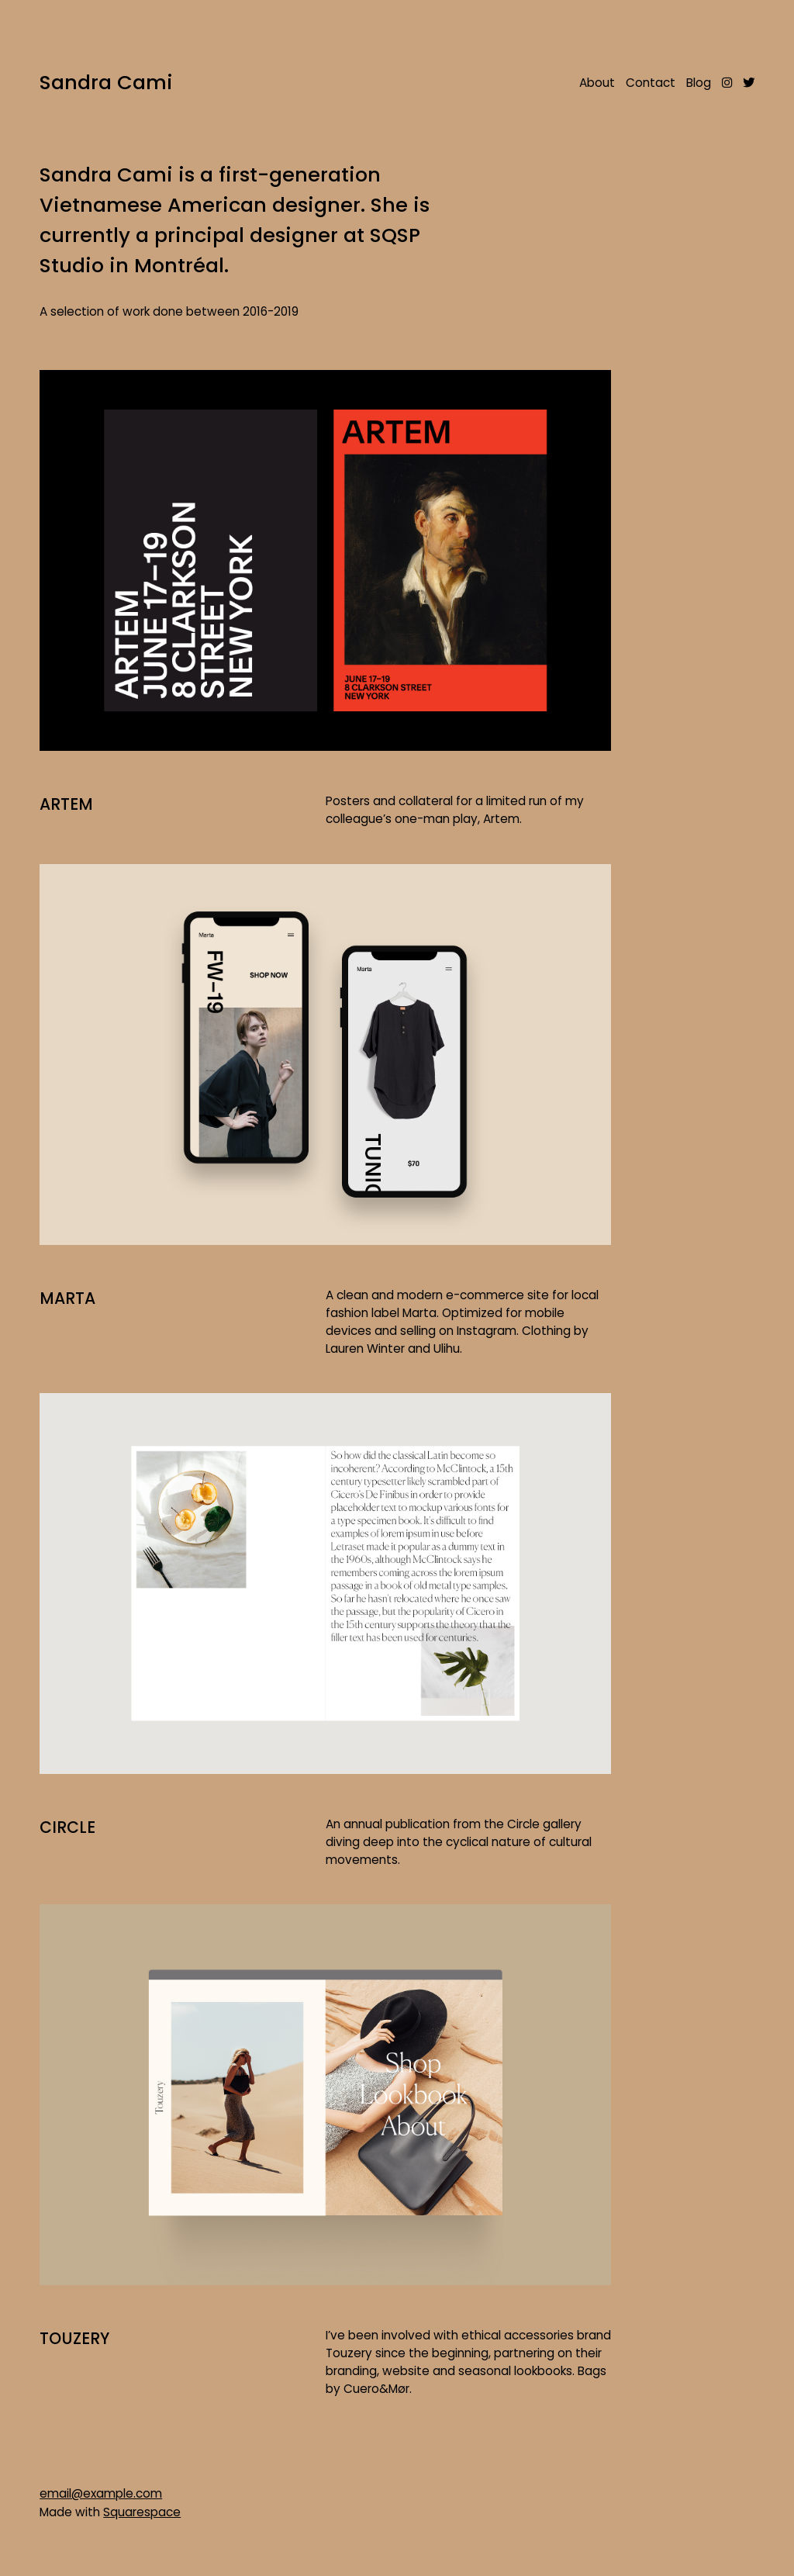 Sandra Cami
About Contact Blog
Sandra Cami is a first-generation
Vietnamese American designer. She is
currently a principal designer at SQSP
Studio in Montréal.
A selection of work done between 2016-2019
ARTEM
JUNE 17–19
8 CLARKSON
STREET
NEW YORK
ARTEM
JUNE 17–19
8 CLARKSON STREET
NEW YORK
ARTEM
Posters and collateral for a limited run of my
colleague’s one-man play, Artem.
Marta
FW–19
SHOP NOW
Marta
TUNIC
$70
MARTA
A clean and modern e-commerce site for local
fashion label Marta. Optimized for mobile
devices and selling on Instagram. Clothing by
Lauren Winter and Ulihu.
So how did the classical Latin become so
incoherent? According to McClintock, a 15th
century typesetter likely scrambled part of
Cicero's De Finibus in order to provide
placeholder text to mockup various fonts for
a type specimen book. It's difficult to find
examples of lorem ipsum in use before
Letraset made it popular as a dummy text in
the 1960s, although McClintock says he
remembers coming across the lorem ipsum
passage in a book of old metal type samples.
So far he hasn't relocated where he once saw
the passage, but the popularity of Cicero in
the 15th century supports the theory that the
filler text has been used for centuries.
CIRCLE
An annual publication from the Circle gallery
diving deep into the cyclical nature of cultural
movements.
Touzery
Shop
Lookbook
About
TOUZERY
I’ve been involved with ethical accessories brand
Touzery since the beginning, partnering on their
branding, website and seasonal lookbooks. Bags
by Cuero&Mør.
email@example.com
Made with Squarespace